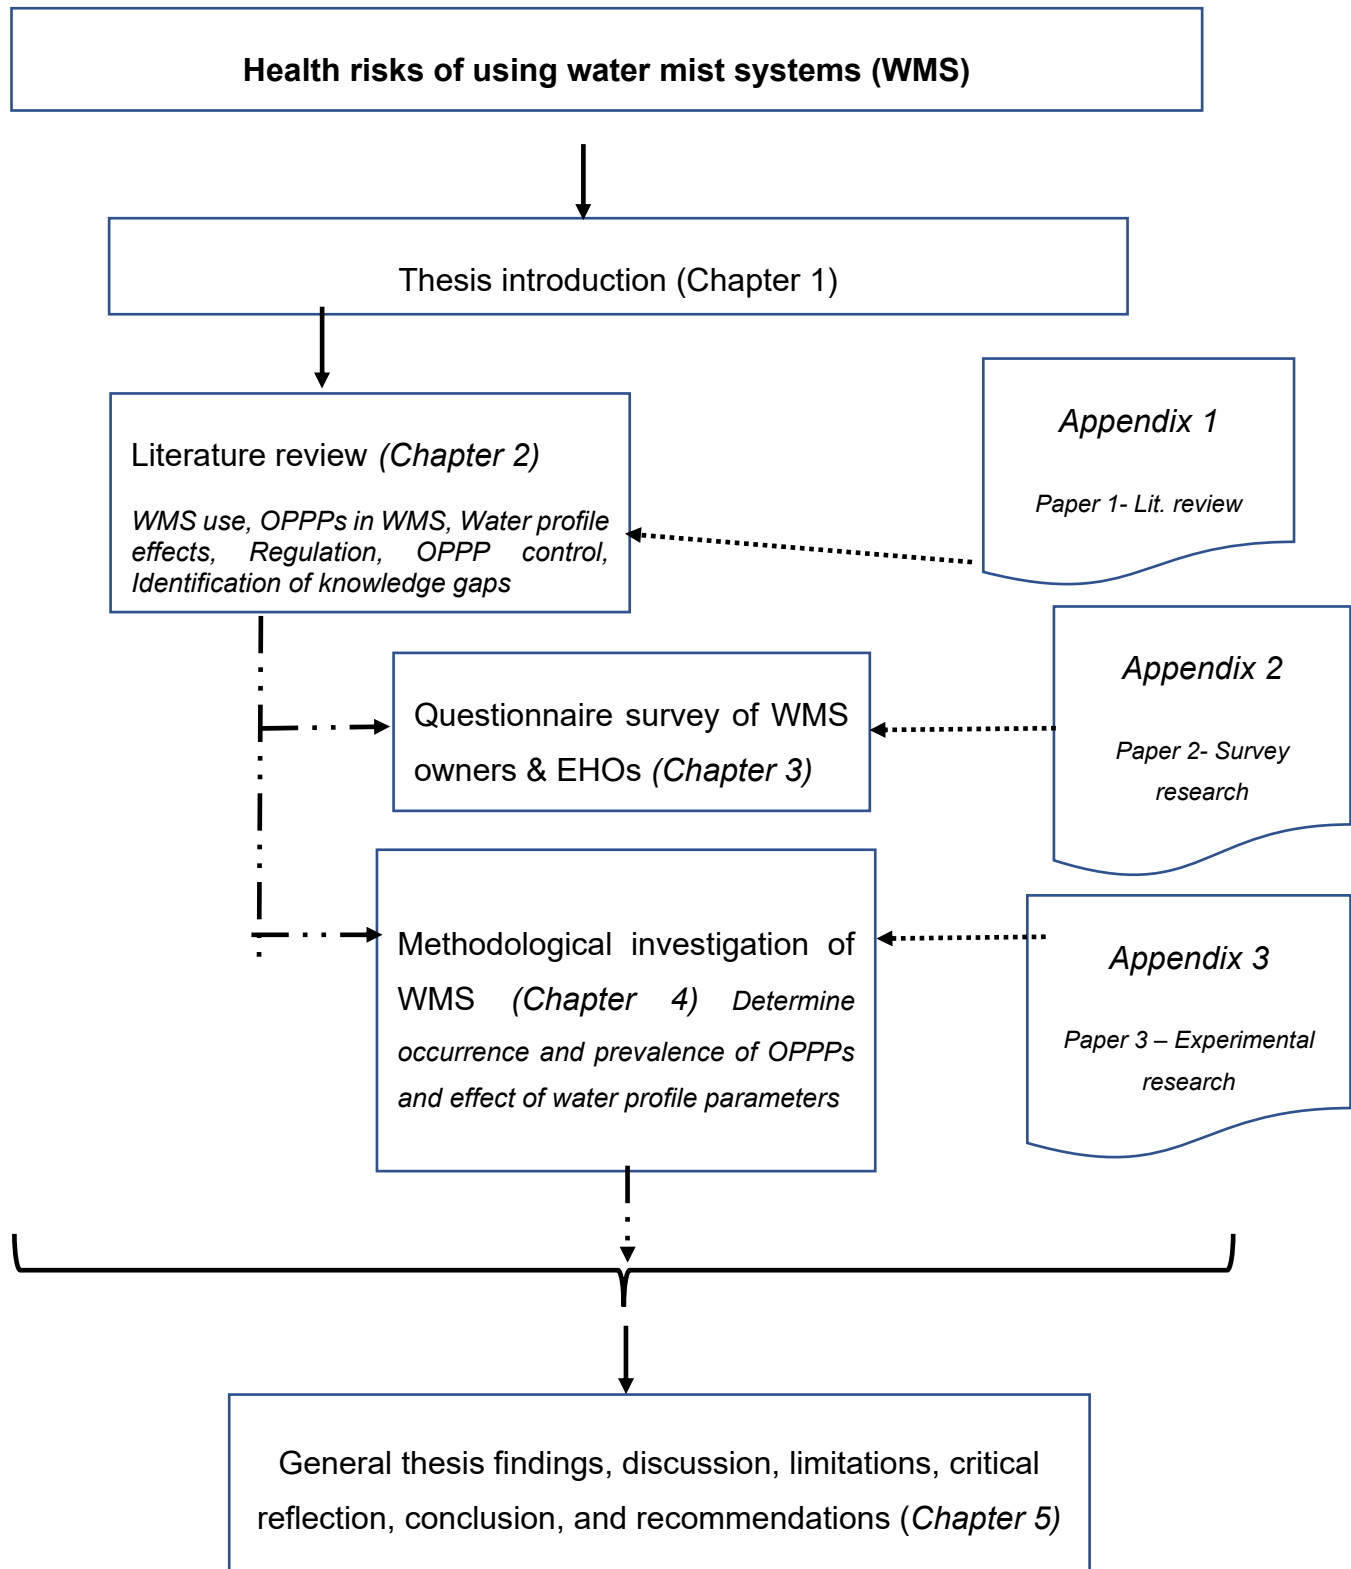 Health risks of using water mist systems (WMS)
Thesis introduction (Chapter 1)
Literature review (Chapter 2)
WMS use, OPPPs in WMS, Water profile
effects, Regulation, OPPP control,
Identification of knowledge gaps
Appendix 1
Paper 1- Lit. review
Questionnaire survey of WMS
owners & EHOs (Chapter 3)
Appendix 2
Paper 2- Survey
research
Methodological investigation of
WMS (Chapter 4) Determine
occurrence and prevalence of OPPPs
and effect of water profile parameters
Appendix 3
Paper 3 – Experimental
research
General thesis findings, discussion, limitations, critical
reflection, conclusion, and recommendations (Chapter 5)